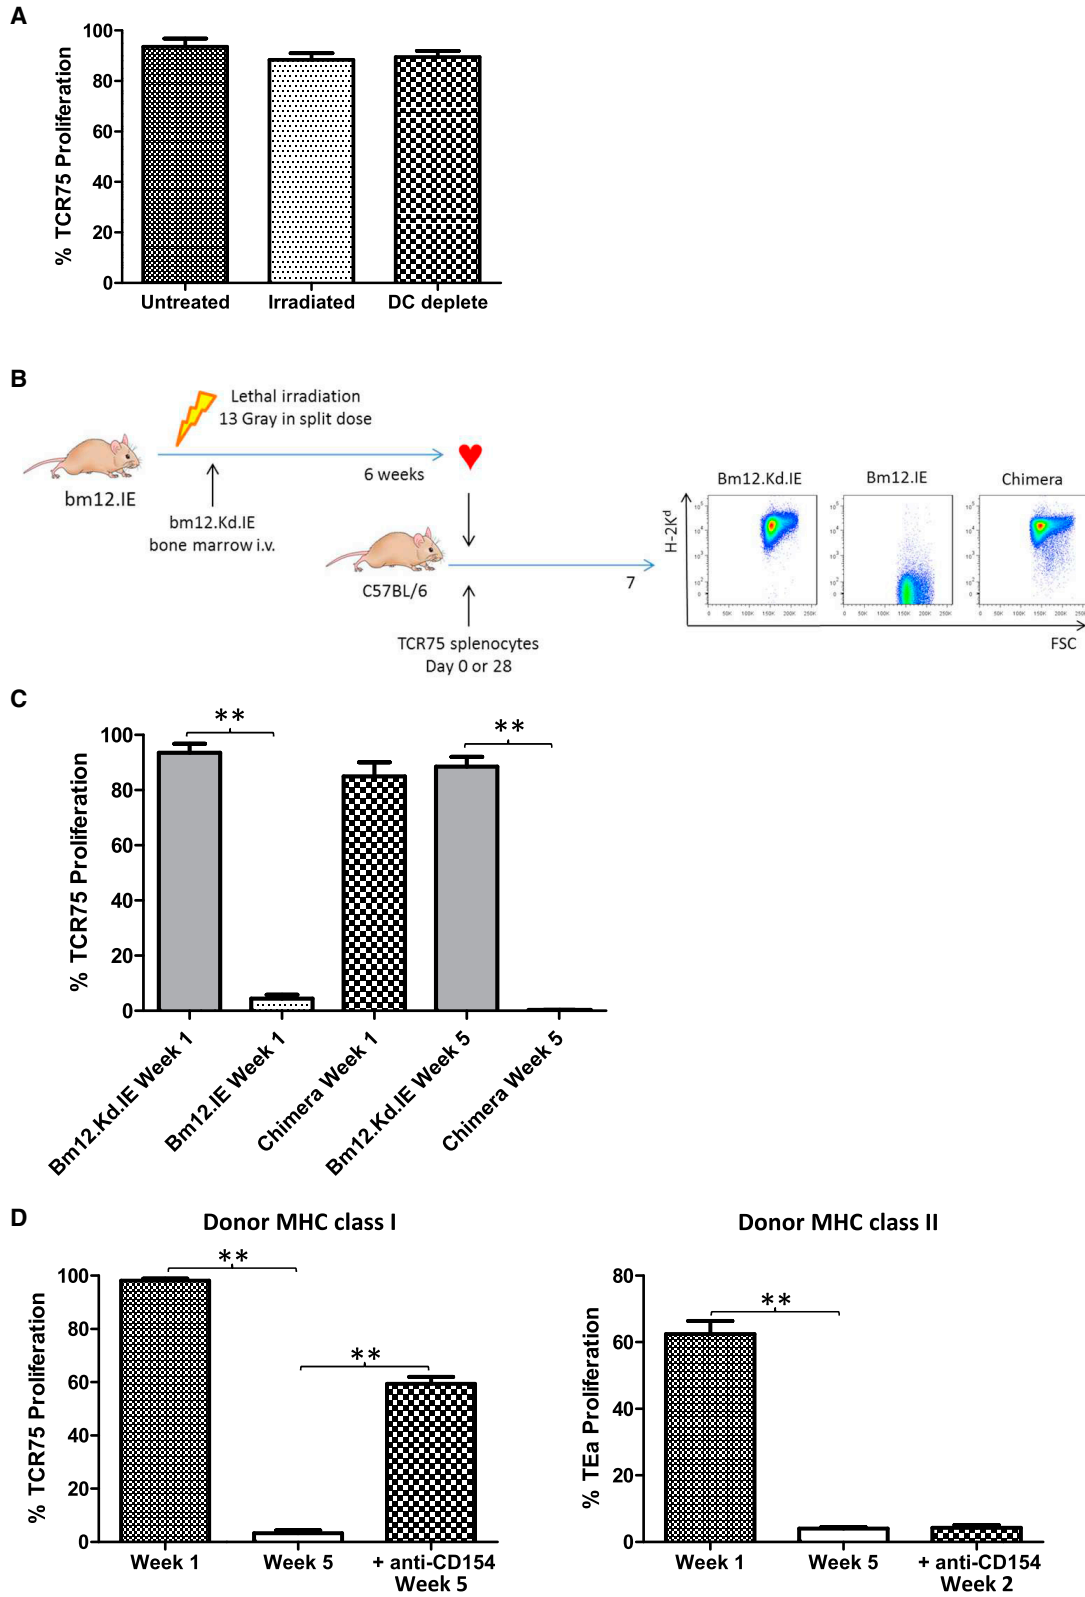 A
% TCR75 Proliferation
100
80
60
40
20
0
Untreated
Irradiated
DC deplete
B
Lethal irradiation
13 Gray in split dose
bm12.IE
6 weeks
bm12.Kd.IE
bone marrow i.v.
C57BL/6
7
TCR75 splenocytes
Day 0 or 28
Bm12.Kd.IE
Bm12.IE
Chimera
H-2Kd
FSC
C
**
**
% TCR75 Proliferation
100
80
60
40
20
0
Bm12.Kd.IE Week 1
Bm12.IE Week 1
Chimera Week 1
Bm12.Kd.IE Week 5
Chimera Week 5
D
Donor MHC class I
**
**
% TCR75 Proliferation
100
80
60
40
20
0
Week 1
Week 5
+ anti-CD154
Week 5
Donor MHC class II
**
% TEa Proliferation
80
60
40
20
0
Week 1
Week 5
+ anti-CD154
Week 2